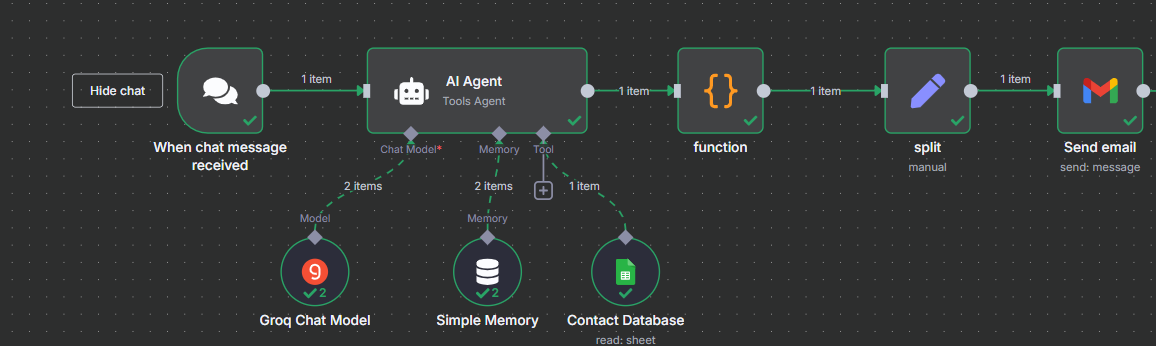 Hide chat
When chat message
received
1 item
AI Agent
Tools Agent
Chat Model*
Memory
Tool
1 item
function
1 item
split
manual
1 item
Send email
send: message
2 items
2 items
1 item
Model
Memory
2
2
Groq Chat Model
Simple Memory
Contact Database
read: sheet